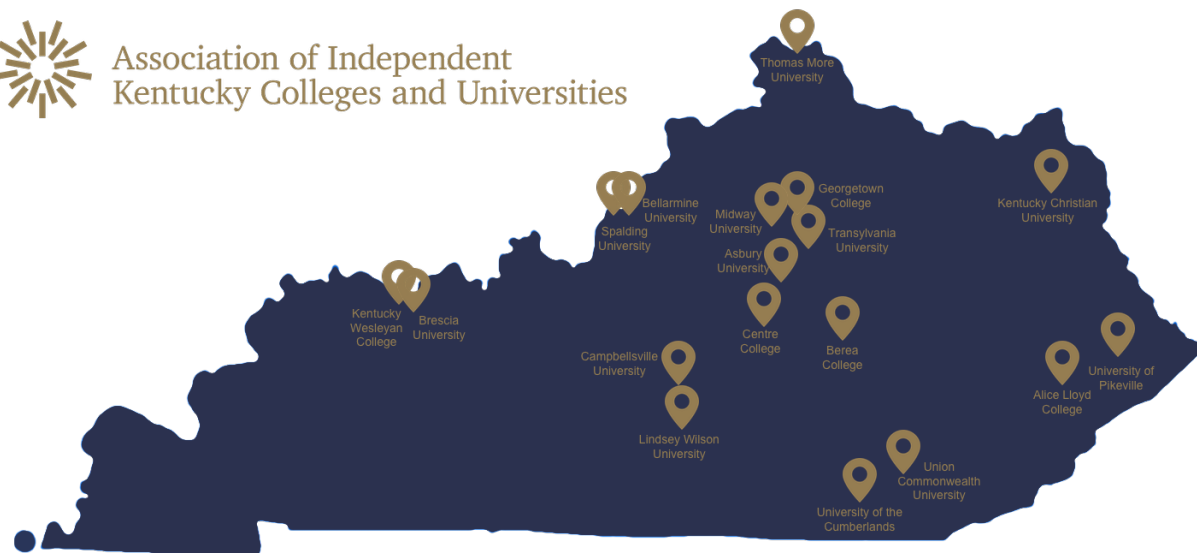 Association of Independent
Kentucky Colleges and Universities
Thomas More
University
Bellarmine
University
Spalding
University
Georgetown
College
Midway
University
Transylvania
University
Asbury
University
Kentucky Christian
University
Kentucky
Wesleyan
College
Brescia
University
Centre
College
Berea
College
Campbellsville
University
Lindsey Wilson
University
University of
Pikeville
Alice Lloyd
College
Union
Commonwealth
University
University of the
Cumberlands